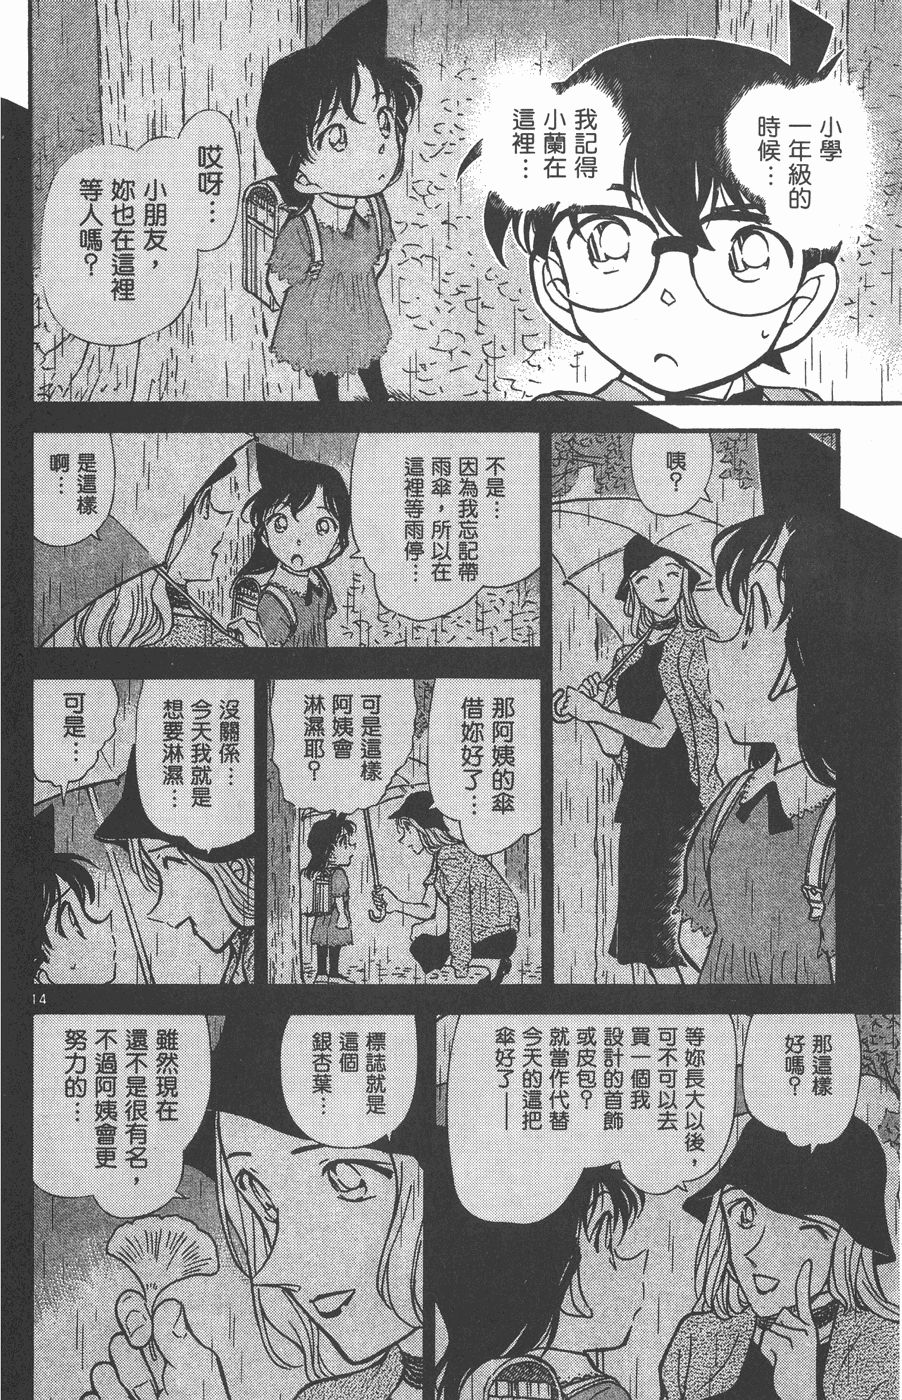 小學
一年級的
時候…
我記得
小蘭在
這裡…
哎呀…
小朋友，
妳也在這裡
等人嗎？
咦？
不是…
因為我忘記帶
雨傘，所以在
這裡等雨停…
是這樣
啊…
那阿姨的傘
借妳好了…
可是這樣
阿姨會
淋濕耶？
沒關係…
今天我就是
想要淋濕…
可是…
那這樣
好嗎？
等妳長大以後，
可不可以去
買一個我
設計的首飾
或皮包？
就當作代替
今天的這把
傘好了——
標誌就是
這個
銀杏葉…
雖然現在
還不是很有名，
不過阿姨會更
努力的…
14